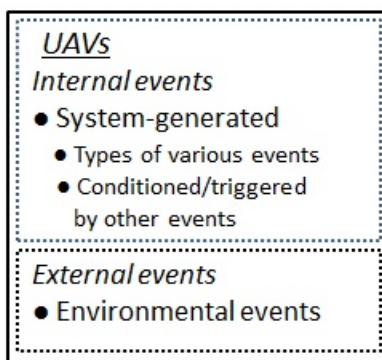 UAVs
Internal events
● System-generated
● Types of various events
● Conditioned/triggered
by other events
External events
● Environmental events